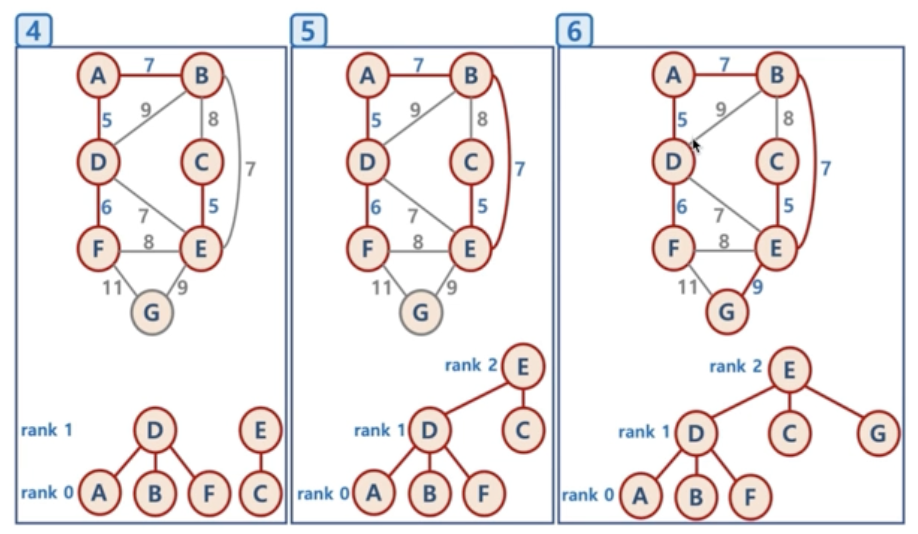 4
A 7 B
9
5 8
D C 7
6 7 5
F 8 E
11 9
G
rank 1 D E
rank 0 A B F C
5
A 7 B
9
5 8
D C 7
6 7 5
F 8 E
11 9
G
rank 2 E
rank 1 D C
rank 0 A B F
6
A 7 B
9
5 8
D C 7
6 7 5
F 8 E
11 9
G
rank 2 E
rank 1 D C G
rank 0 A B F